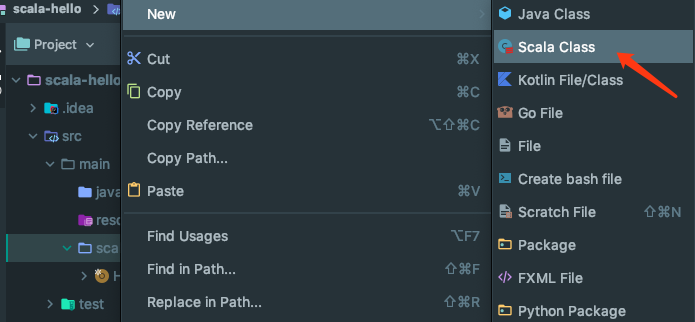 scala-hello
Project
scala-hello
.idea
src
main
java
test
New
Cut ⌘X
Copy ⌘C
Copy Reference ⌥⇧⌘C
Copy Path...
Paste ⌘V
Find Usages ⌥F7
Find in Path... ⇧⌘F
Replace in Path... ⇧⌘R
Java Class
Scala Class
Kotlin File/Class
Go File
File
Create bash file
Scratch File ⇧⌘N
Package
FXML File
Python Package